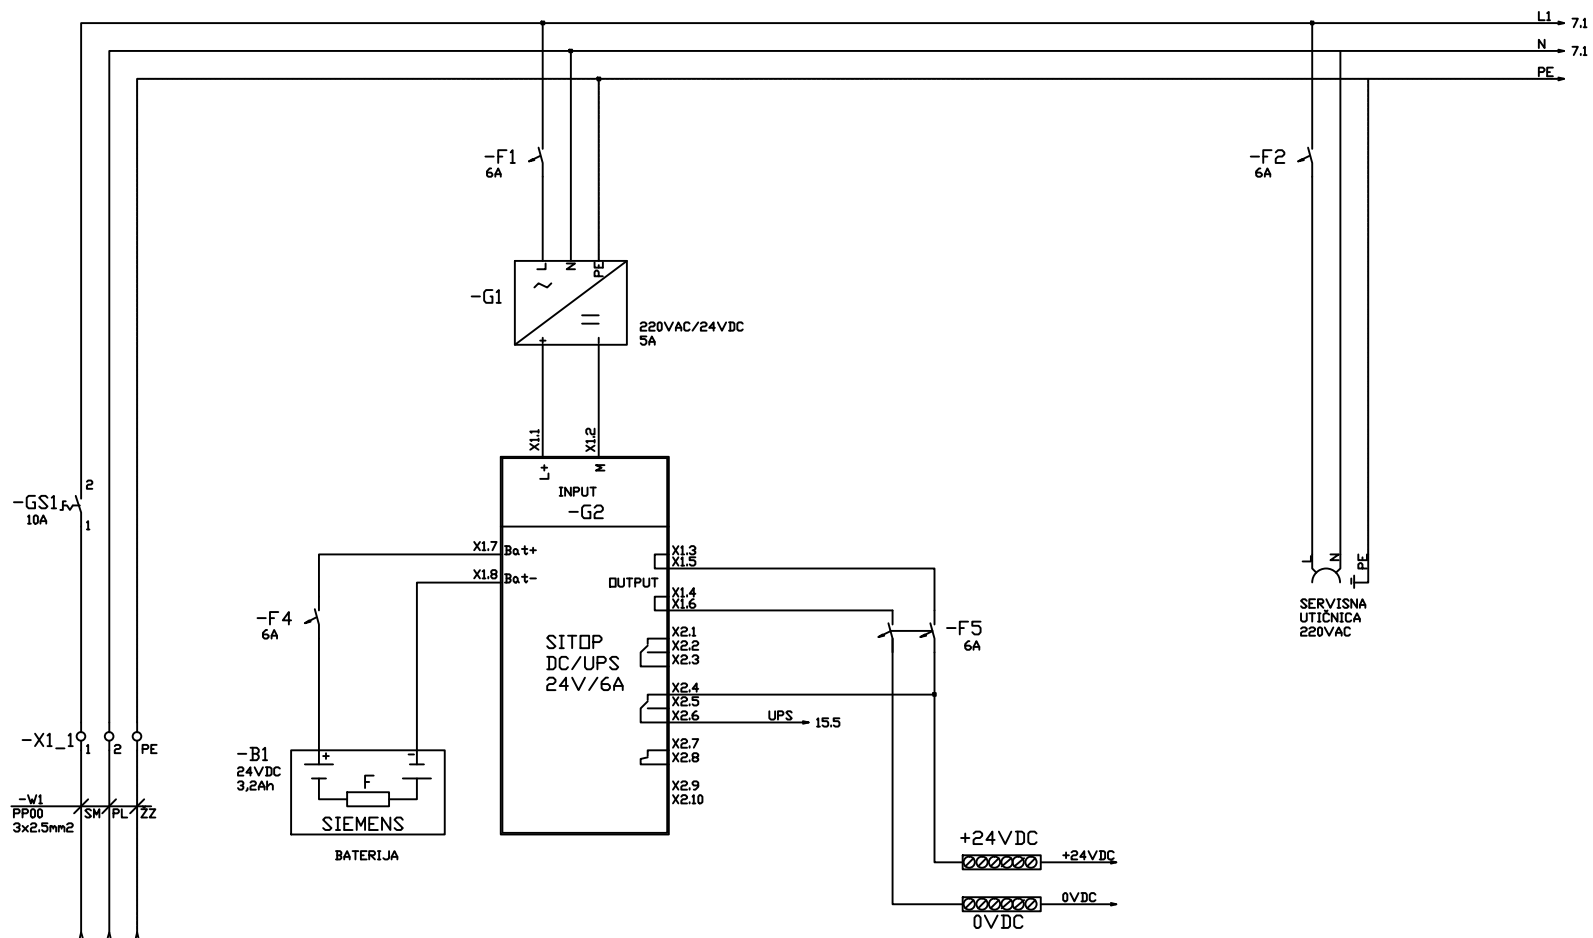 L1 7.1
N 7.1
PE
-F1
6A
-F2
6A
L N PE
-G1
220VAC/24VDC
5A
+ -
X1.1 X1.2
L+ M
INPUT
-G2
2
-GS1
10A
1
X1.7 Bat+
X1.8 Bat-
X1.3
X1.5
OUTPUT
X1.4
X1.6
-F4
6A
-F5
6A
X2.1
X2.2
X2.3
SITOP
DC/UPS
24V/6A
X2.4
X2.5
X2.6
UPS 15.5
X2.7
X2.8
X2.9
X2.10
L N PE
SERVISNA
UTIČNICA
220VAC
-X1_1 1 2 PE
-B1
24VDC
3,2Ah
+ -
F
SIEMENS
BATERIJA
-W1
PP00
3x2.5mm2
SM PL ZZ
+24VDC
+24VDC
0VDC
0VDC